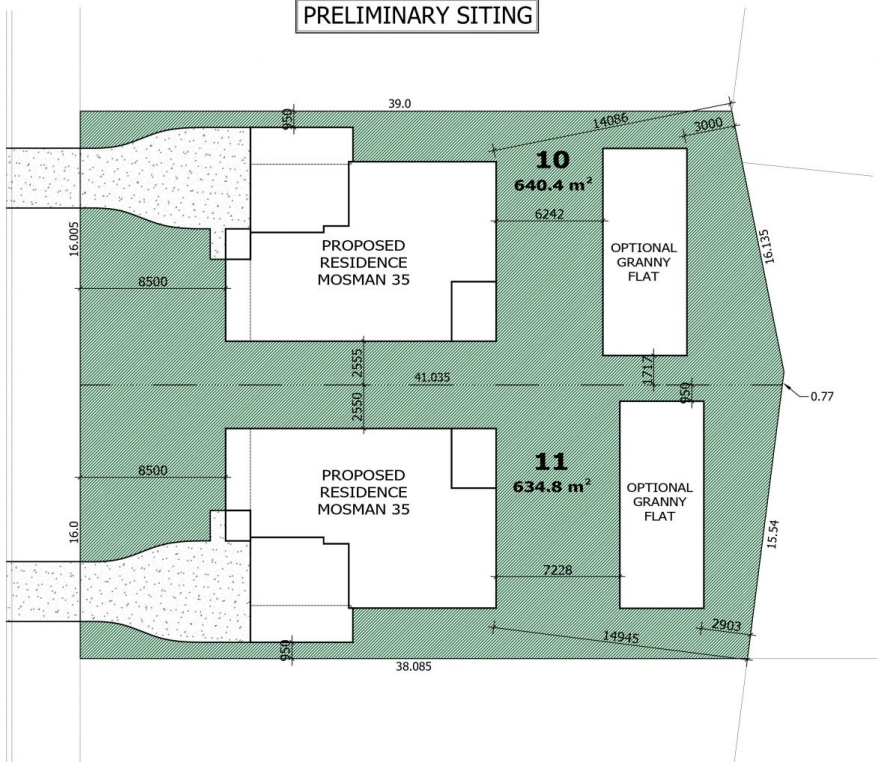 PRELIMINARY SITING
39.0
950
14086
3000
10
640.4 m²
16.005
6242
16.135
PROPOSED
RESIDENCE
MOSMAN 35
OPTIONAL
GRANNY
FLAT
8500
2555
1717
41.035
2550
950
0.77
11
634.8 m²
8500
PROPOSED
RESIDENCE
MOSMAN 35
OPTIONAL
GRANNY
FLAT
16.0
15.54
7228
2903
950
14945
38.085